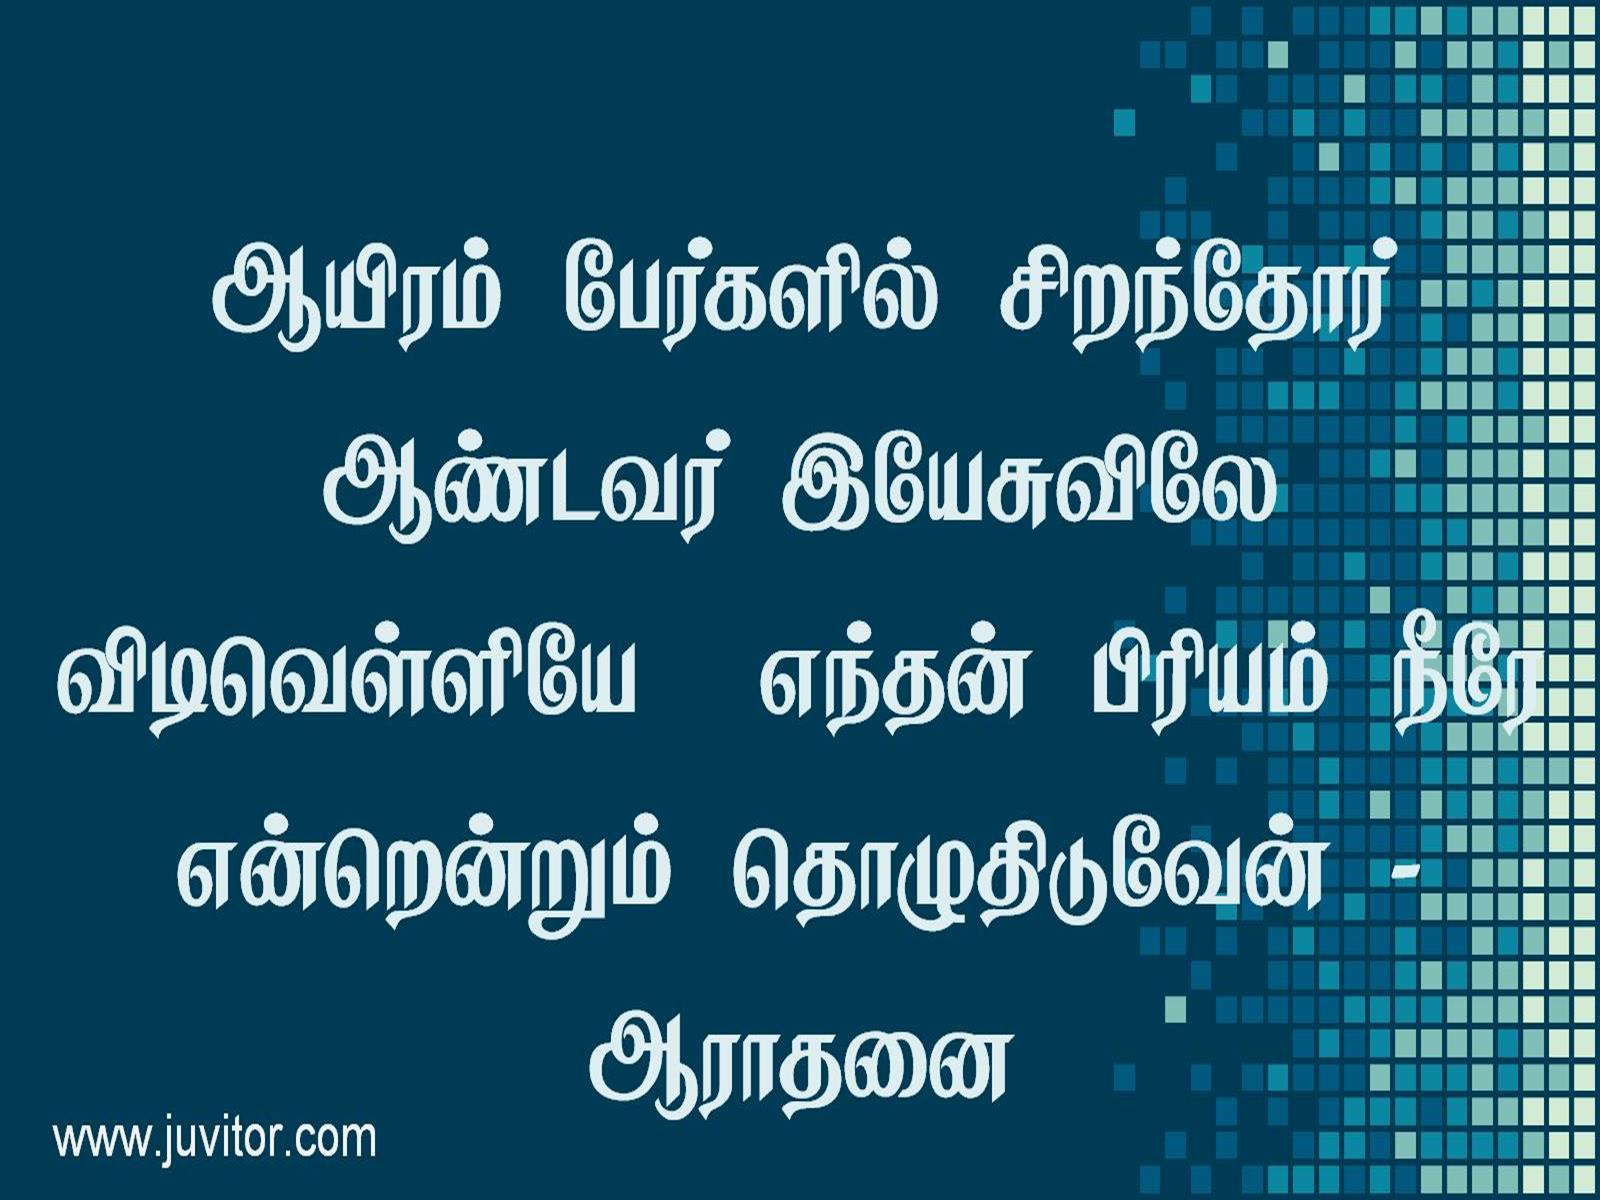 ஆயிரம் பேர்களில் சிறந்தோர்
ஆண்டவர் இயேசுவிலே
விடிவெள்ளியே எந்தன் பிரியம் நீரே
என்றென்றும் தொழுதிடுவேன் -
ஆராதனை
www.juvitor.com